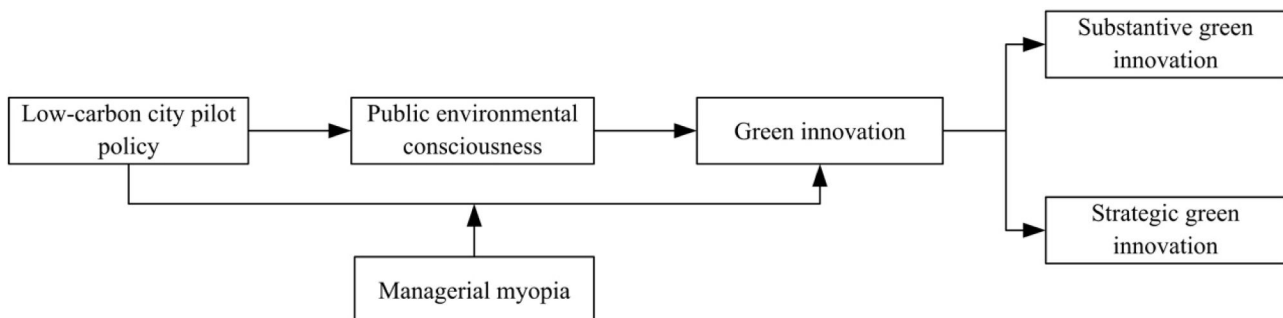 Low-carbon city pilot
policy
Public environmental
consciousness
Green innovation
Substantive green
innovation
Strategic green
innovation
Managerial myopia